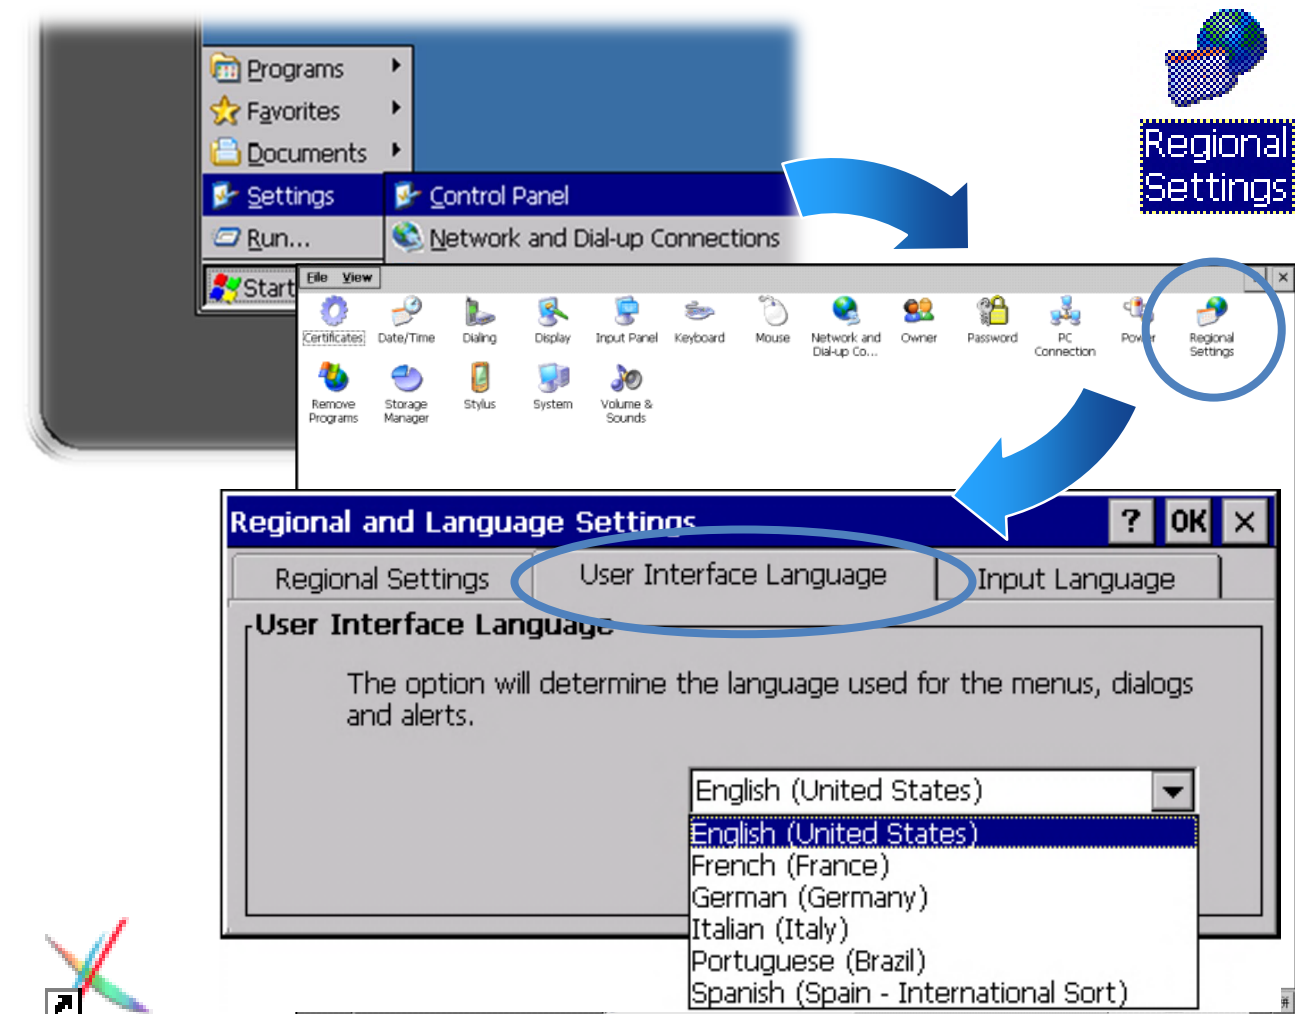 Programs
Favorites
Documents
Settings
Control Panel
Run...
Network and Dial-up Connections
Start
Regional
Settings
File View
Certificates
Date/Time
Dialing
Display
Input Panel
Keyboard
Mouse
Network and
Dial-up Co...
Owner
Password
PC
Connection
Power
Regional
Settings
Remove
Programs
Storage
Manager
Stylus
System
Volume &
Sounds
Regional and Language Settings
? OK ×
Regional Settings
User Interface Language
Input Language
User Interface Language
The option will determine the language used for the menus, dialogs
and alerts.
English (United States)
English (United States)
French (France)
German (Germany)
Italian (Italy)
Portuguese (Brazil)
Spanish (Spain - International Sort)